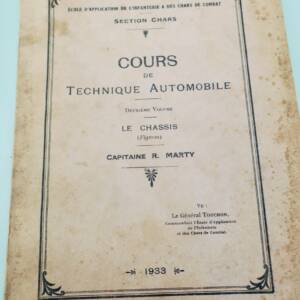 ÉCOLE D'APPLICATION DE L'INFANTERIE & DES CHARS DE COMBAT
SECTION CHARS
COURS
DE
TECHNIQUE AUTOMOBILE
DEUXIÈME VOLUME
LE CHASSIS
(Figures)
CAPITAINE R. MARTY
VU :
Le Général TOUCHON,
Commandant l'École d'Application
de l'Infanterie
et des Chars de Combat.
1933